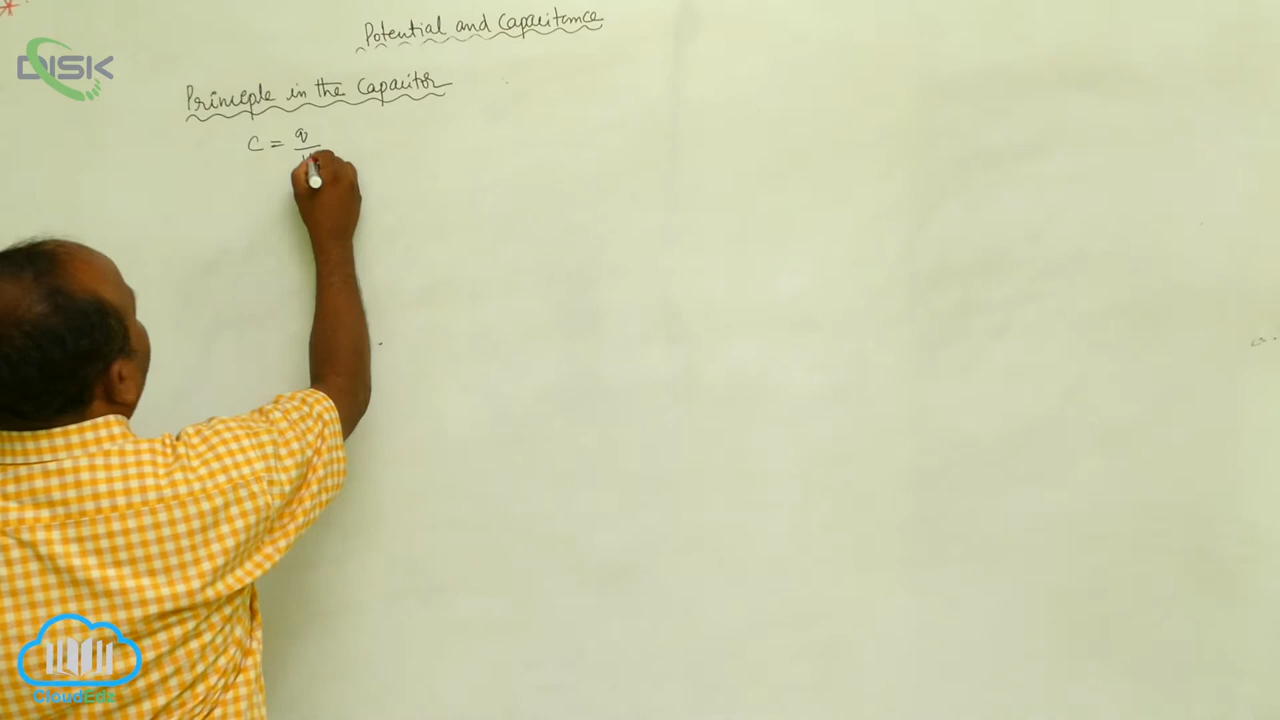 Potential and Capacitance
DISK
Principle in the Capacitor
C = q
CloudEdz